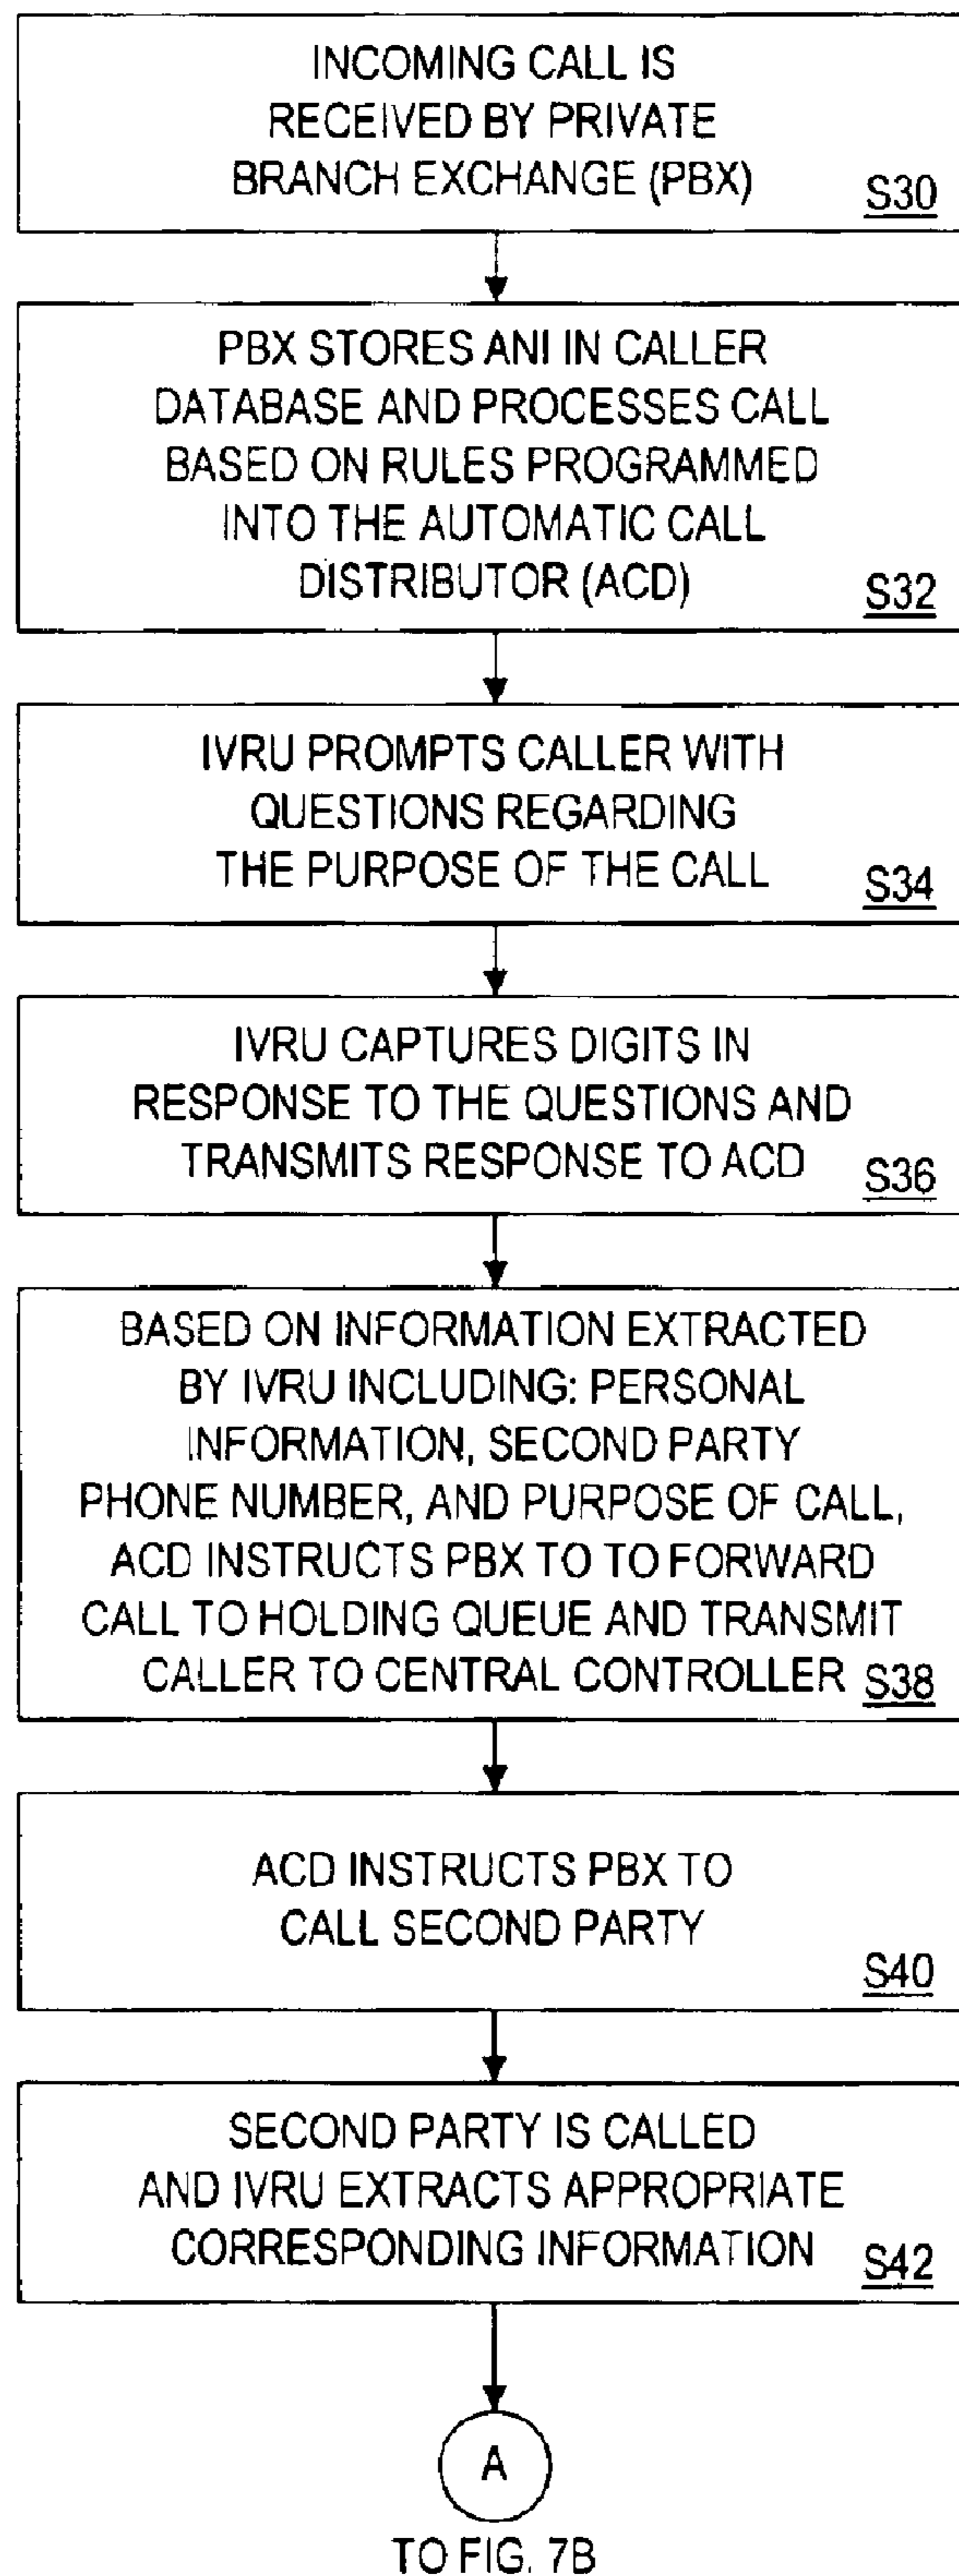 INCOMING CALL IS
RECEIVED BY PRIVATE
BRANCH EXCHANGE (PBX)
S30
PBX STORES ANI IN CALLER
DATABASE AND PROCESSES CALL
BASED ON RULES PROGRAMMED
INTO THE AUTOMATIC CALL
DISTRIBUTOR (ACD)
S32
IVRU PROMPTS CALLER WITH
QUESTIONS REGARDING
THE PURPOSE OF THE CALL
S34
IVRU CAPTURES DIGITS IN
RESPONSE TO THE QUESTIONS AND
TRANSMITS RESPONSE TO ACD
S36
BASED ON INFORMATION EXTRACTED
BY IVRU INCLUDING: PERSONAL
INFORMATION, SECOND PARTY
PHONE NUMBER, AND PURPOSE OF CALL,
ACD INSTRUCTS PBX TO TO FORWARD
CALL TO HOLDING QUEUE AND TRANSMIT
CALLER TO CENTRAL CONTROLLER S38
ACD INSTRUCTS PBX TO
CALL SECOND PARTY
S40
SECOND PARTY IS CALLED
AND IVRU EXTRACTS APPROPRIATE
CORRESPONDING INFORMATION
S42
A
TO FIG. 7B